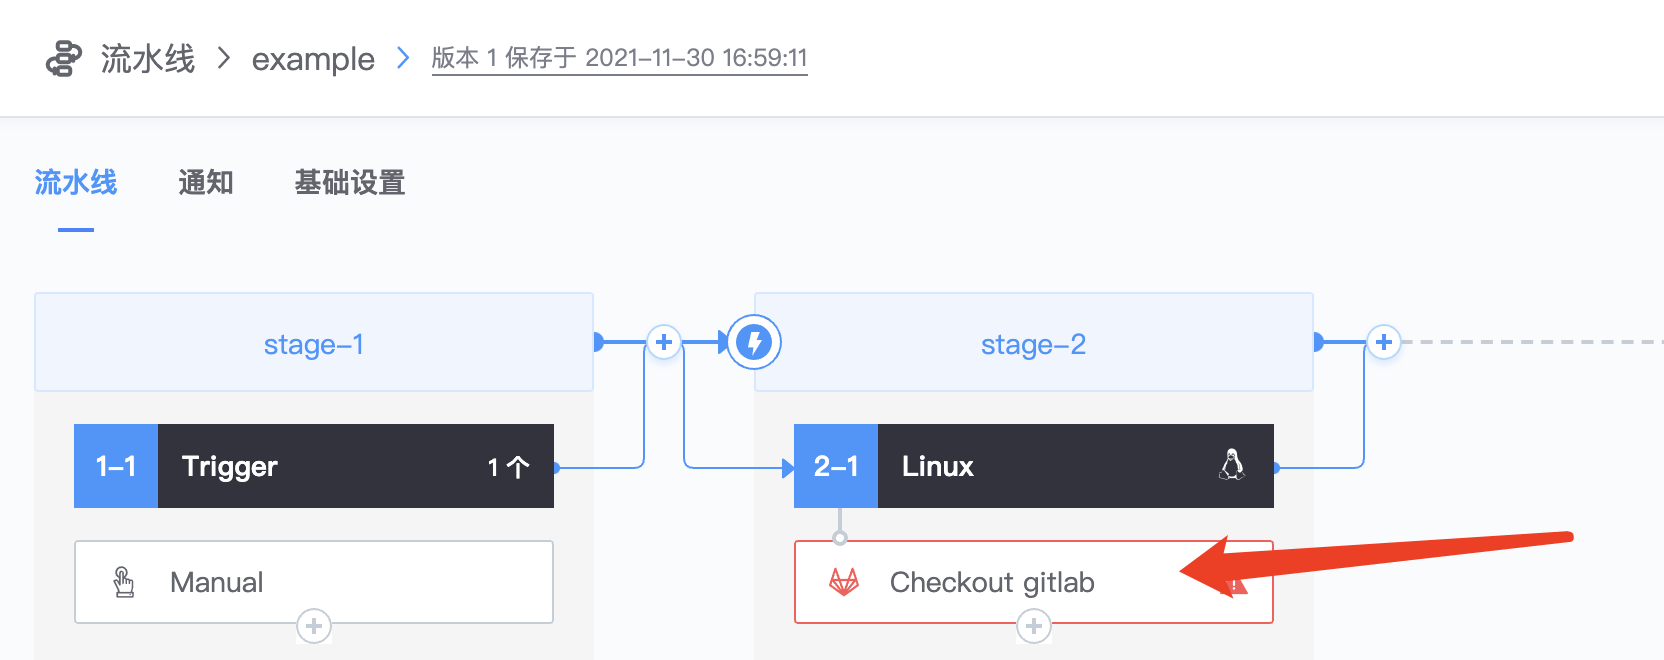 流水线 > example > 版本 1 保存于 2021-11-30 16:59:11
流水线 通知 基础设置
stage-1 stage-2
1-1 Trigger 1 个 2-1 Linux
Manual Checkout gitlab